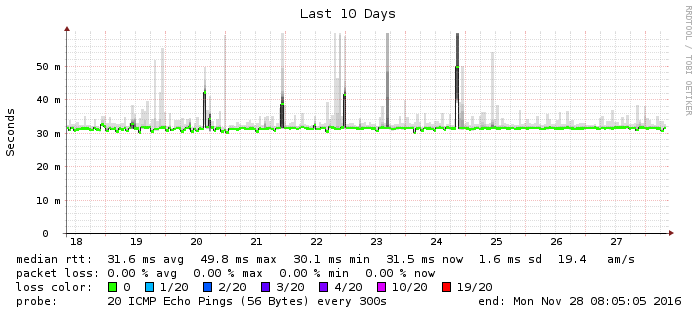 Last 10 Days
RRDTOOL / TOBI OETIKER
Seconds
50 m
40 m
30 m
20 m
10 m
0
18 19 20 21 22 23 24 25 26 27
median rtt: 31.6 ms avg 49.8 ms max 30.1 ms min 31.5 ms now 1.6 ms sd 19.4 am/s
packet loss: 0.00 % avg 0.00 % max 0.00 % min 0.00 % now
loss color: 0 1/20 2/20 3/20 4/20 10/20 19/20
probe: 20 ICMP Echo Pings (56 Bytes) every 300s end: Mon Nov 28 08:05:05 2016